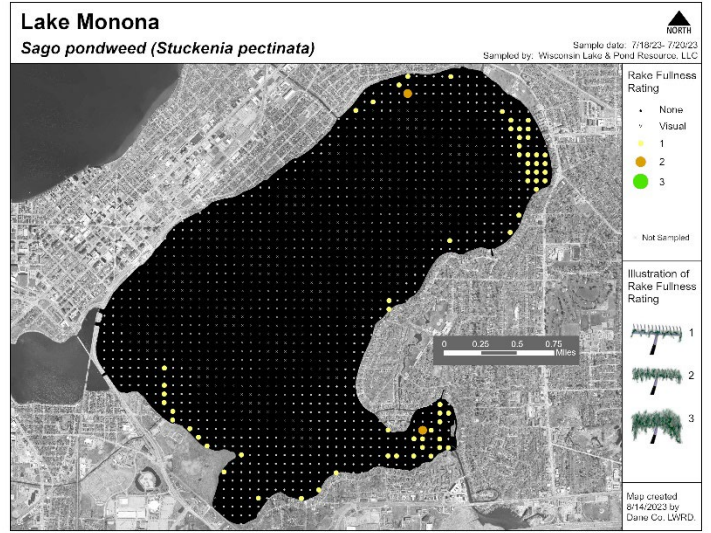 Lake Monona
Sago pondweed (Stuckenia pectinata)
NORTH
Sample date: 7/18/23- 7/20/23
Sampled by: Wisconsin Lake & Pond Resource, LLC
Rake Fullness
Rating
None
Visual
1
2
3
Not Sampled
Illustration of
Rake Fullness
Rating
1
2
3
0 0.25 0.5 0.75
Miles
Map created
8/14/2023 by
Dane Co. LWRD.